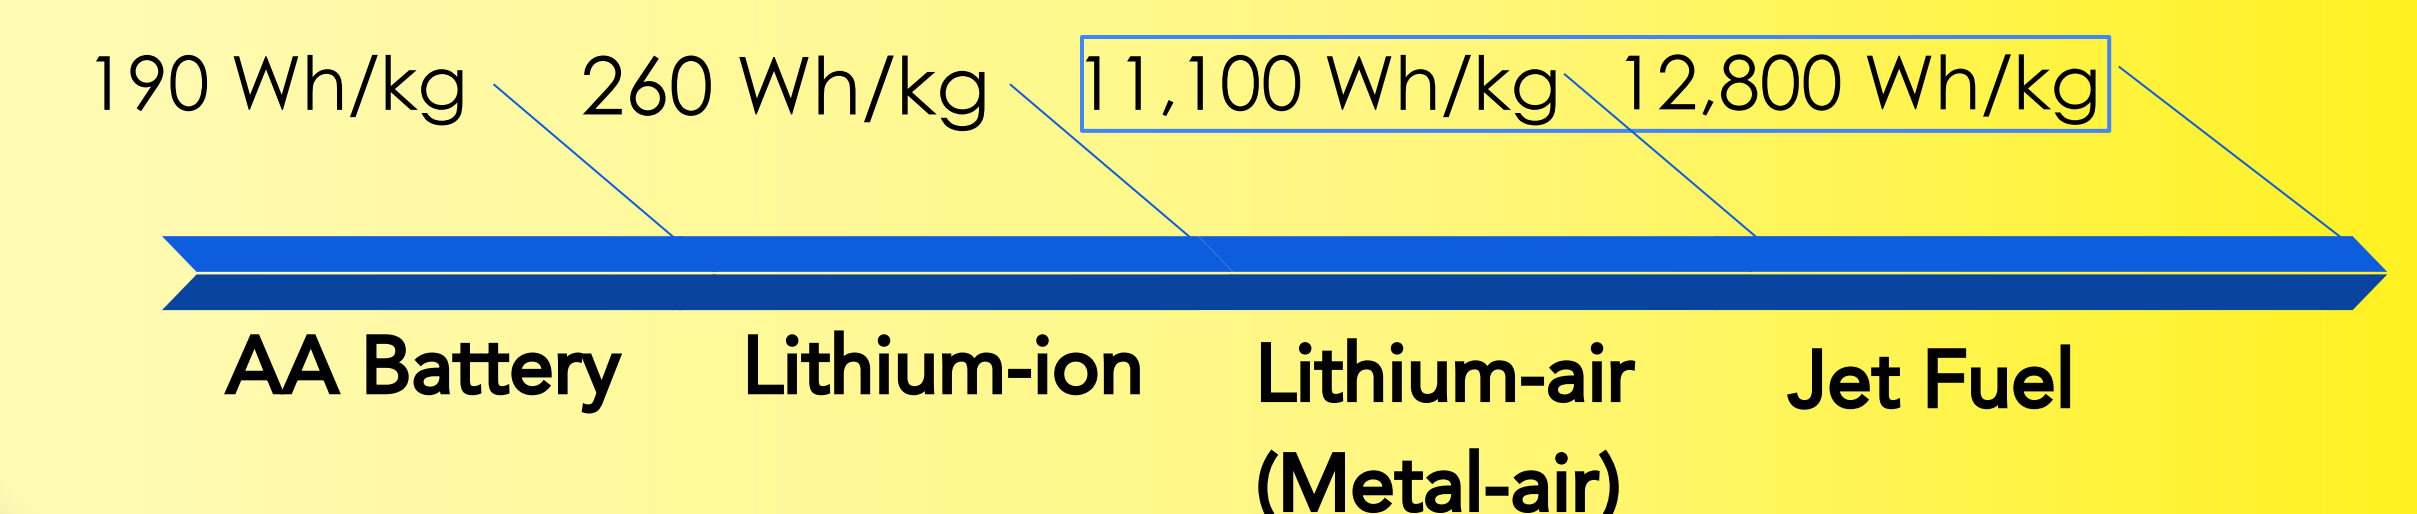 190 Wh/kg 260 Wh/kg 11,100 Wh/kg 12,800 Wh/kg
AA Battery Lithium-ion Lithium-air Jet Fuel
(Metal-air)